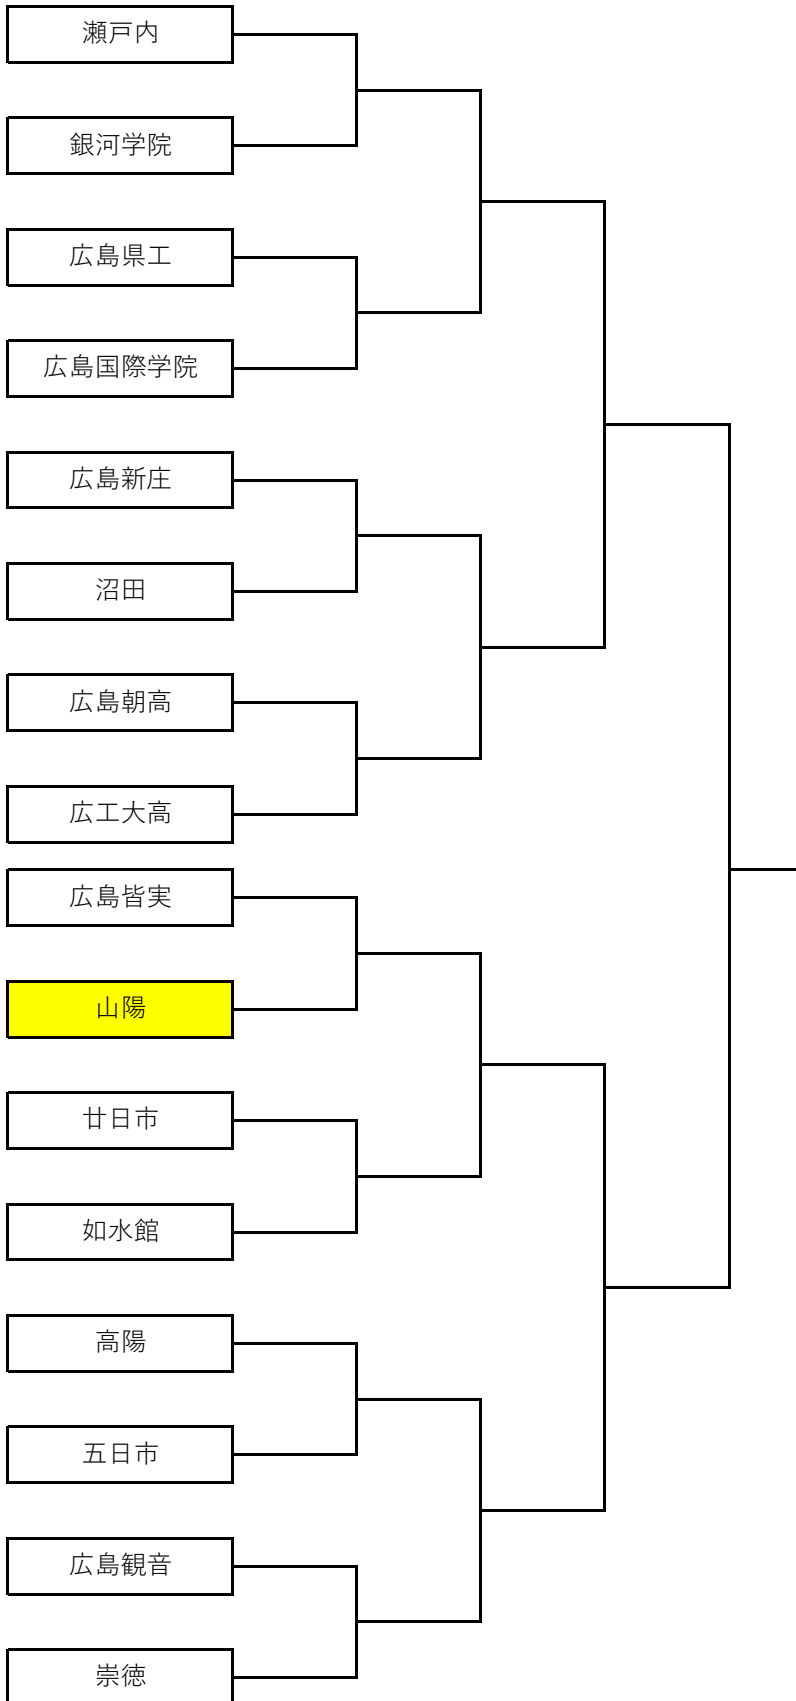 瀬戸内
銀河学院
広島県工
広島国際学院
広島新庄
沼田
広島朝高
広工大高
広島皆実
山陽
廿日市
如水館
高陽
五日市
広島観音
崇徳